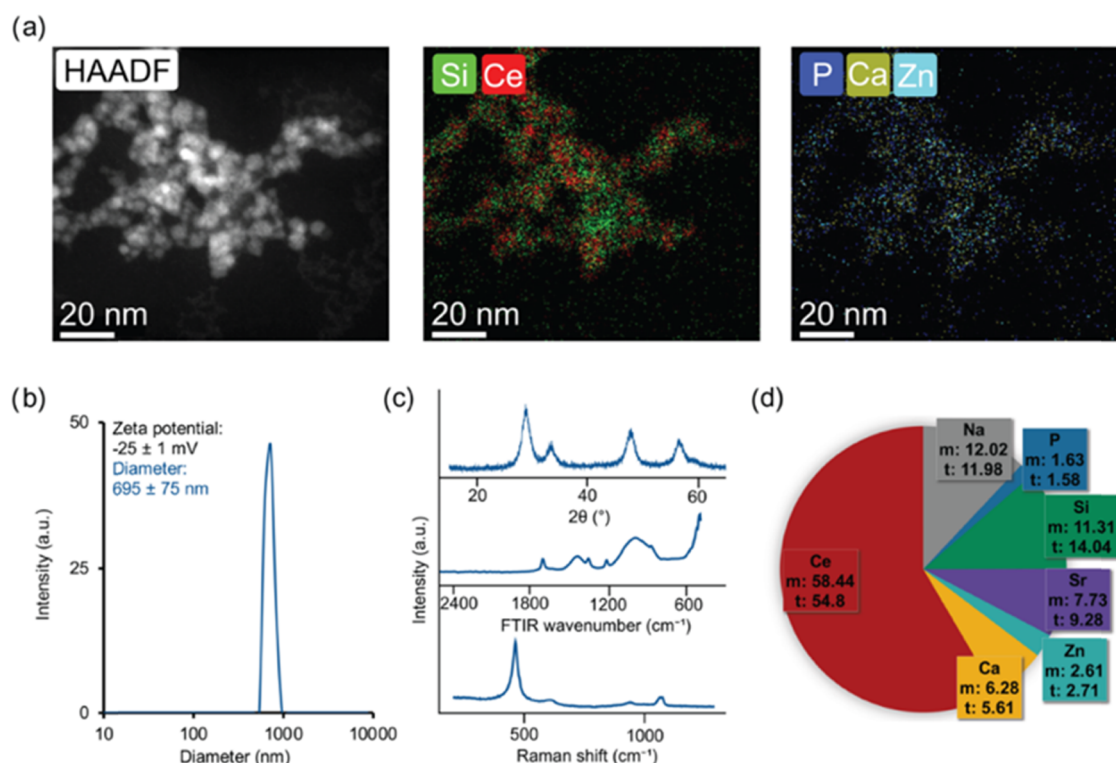 (a)
HAADF
20 nm
Si Ce
20 nm
P Ca Zn
20 nm
(b)
50
25
0
Intensity (a.u.)
Zeta potential:
-25 ± 1 mV
Diameter:
695 ± 75 nm
10 100 1000 10000
Diameter (nm)
(c)
Intensity (a.u.)
20 40 60
2θ (°)
2400 1800 1200 600
FTIR wavenumber (cm⁻¹)
500 1000
Raman shift (cm⁻¹)
(d)
Na
m: 12.02
t: 11.98
P
m: 1.63
t: 1.58
Si
m: 11.31
t: 14.04
Sr
m: 7.73
t: 9.28
Zn
m: 2.61
t: 2.71
Ca
m: 6.28
t: 5.61
Ce
m: 58.44
t: 54.8